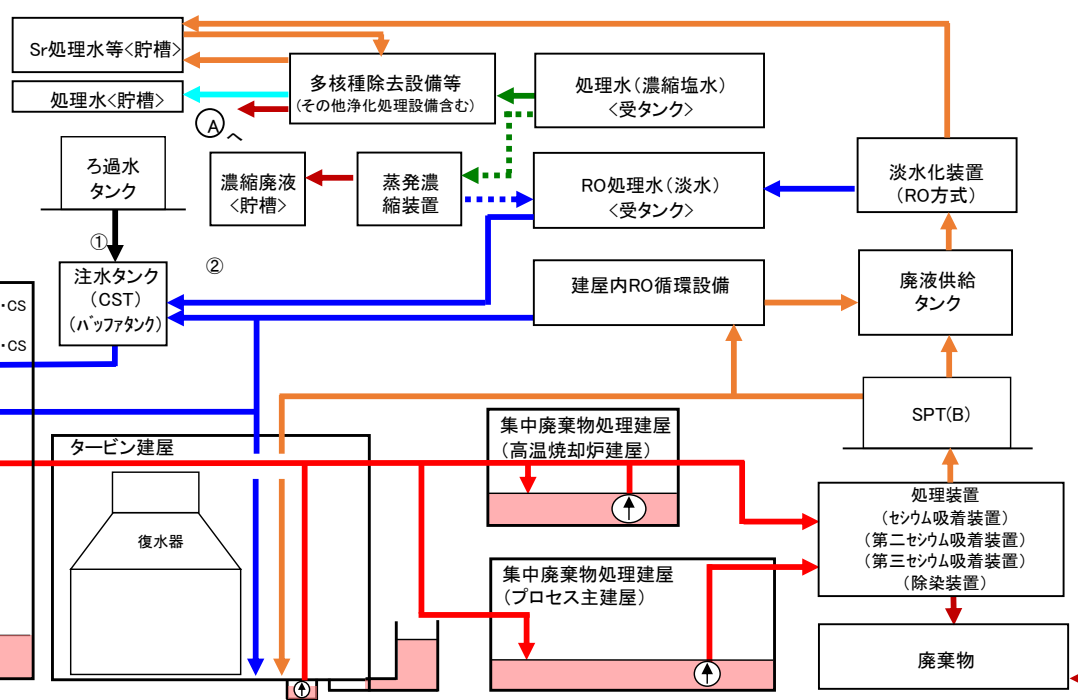 Sr処理水等<貯槽>
処理水<貯槽>
多核種除去設備等
(その他浄化処理設備含む)
Aへ
処理水(濃縮塩水)
<受タンク>
ろ過水
タンク
濃縮廃液
<貯槽>
蒸発濃
縮装置
RO処理水(淡水)
<受タンク>
淡水化装置
(RO方式)
①
②
注水タンク
(CST)
(バッファタンク)
建屋内RO循環設備
廃液供給
タンク
・CS
・CS
SPT(B)
タービン建屋
復水器
集中廃棄物処理建屋
(高温焼却炉建屋)
集中廃棄物処理建屋
(プロセス主建屋)
処理装置
(セシウム吸着装置)
(第二セシウム吸着装置)
(第三セシウム吸着装置)
(除染装置)
廃棄物